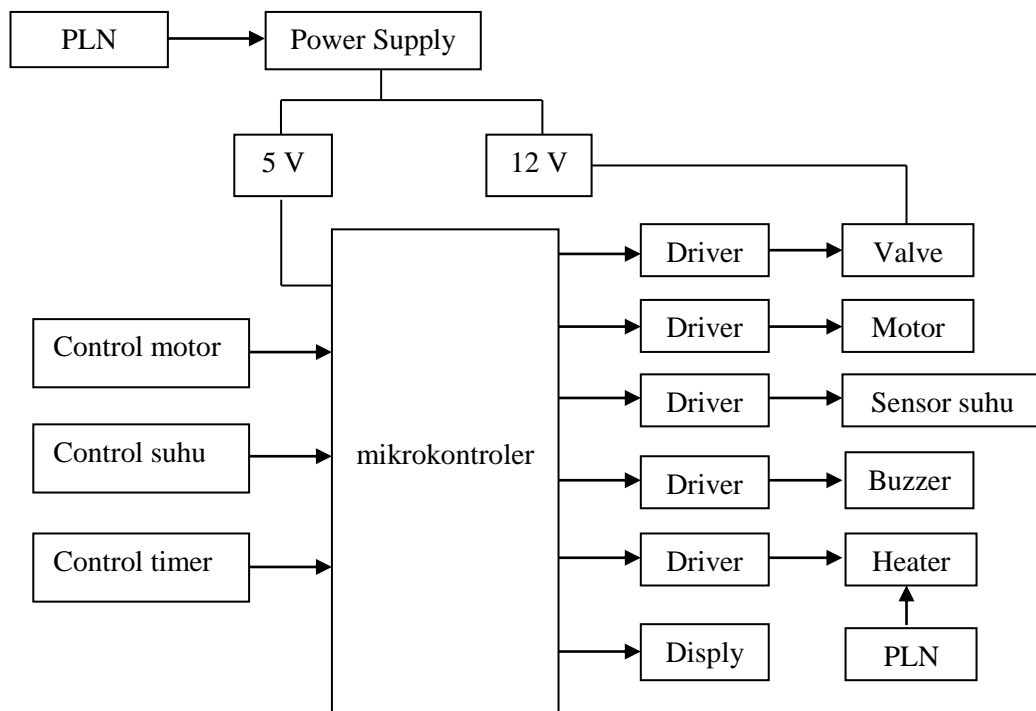 PLN
Power Supply
5 V
12 V
Driver
Valve
Control motor
Driver
Motor
Driver
Sensor suhu
Control suhu
mikrokontroler
Driver
Buzzer
Control timer
Driver
Heater
Disply
PLN